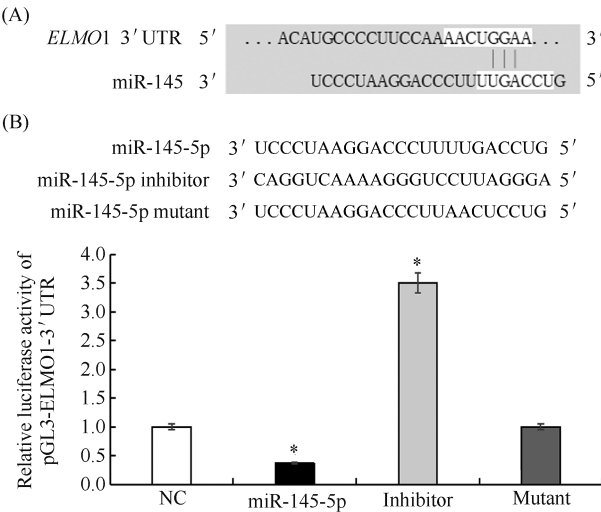 (A)
ELMO1 3′UTR 5′ ...ACAUGCCCCUUCCAAAACUGGAA... 3′
miR-145 3′ UCCCUAAGGACCCUUUUGACCUG 5′
(B)
miR-145-5p 3′ UCCCUAAGGACCCUUUUGACCUG 5′
miR-145-5p inhibitor 3′ CAGGUCAAAAGGGUCCUUAGGGA 5′
miR-145-5p mutant 3′ UCCCUAAGGACCCUUAACUCCUG 5′
Relative luciferase activity of
pGL3-ELMO1-3′UTR
4.0
3.5
3.0
2.5
2.0
1.5
1.0
0.5
0.0
*
*
NC miR-145-5p Inhibitor Mutant